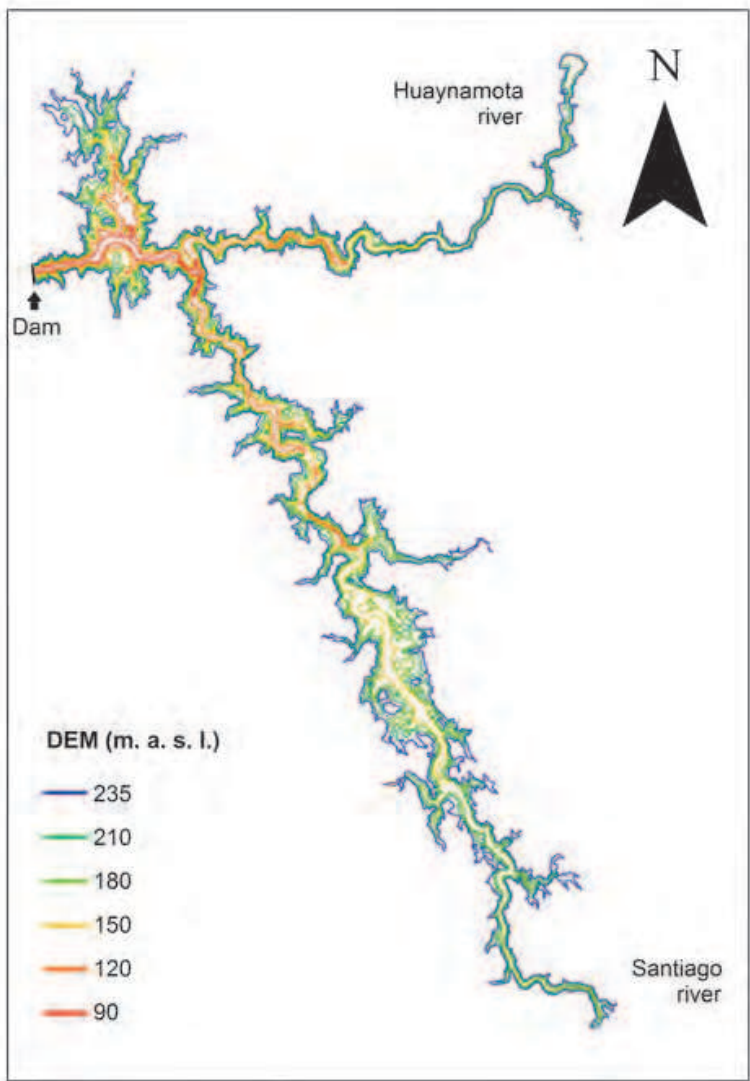 Huaynamota
river
N
Dam
DEM (m. a. s. l.)
235
210
180
150
120
90
Santiago
river